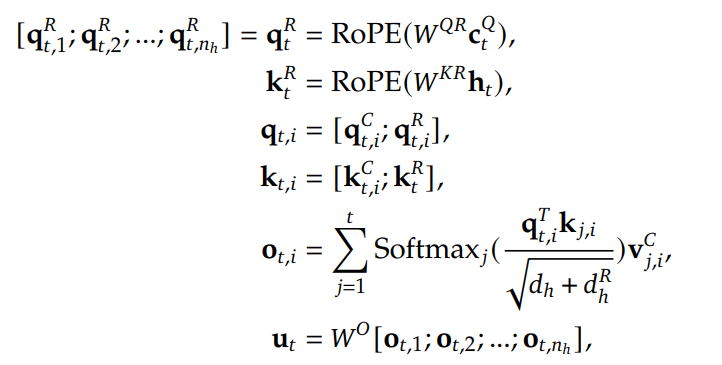 [𝐪^R_{t,1}; 𝐪^R_{t,2}; ...; 𝐪^R_{t,n_h}] = 𝐪^R_t = RoPE(W^{QR} 𝐜^Q_t),
𝐤^R_t = RoPE(W^{KR} 𝐡_t),
𝐪_{t,i} = [𝐪^C_{t,i}; 𝐪^R_{t,i}],
𝐤_{t,i} = [𝐤^C_{t,i}; 𝐤^R_t],
𝐨_{t,i} = \sum_{j=1}^{t} Softmax_j(\frac{𝐪^T_{t,i} 𝐤_{j,i}}{\sqrt{d_h + d^R_h}}) 𝐯^C_{j,i},
𝐮_t = W^O [𝐨_{t,1}; 𝐨_{t,2}; ...; 𝐨_{t,n_h}],